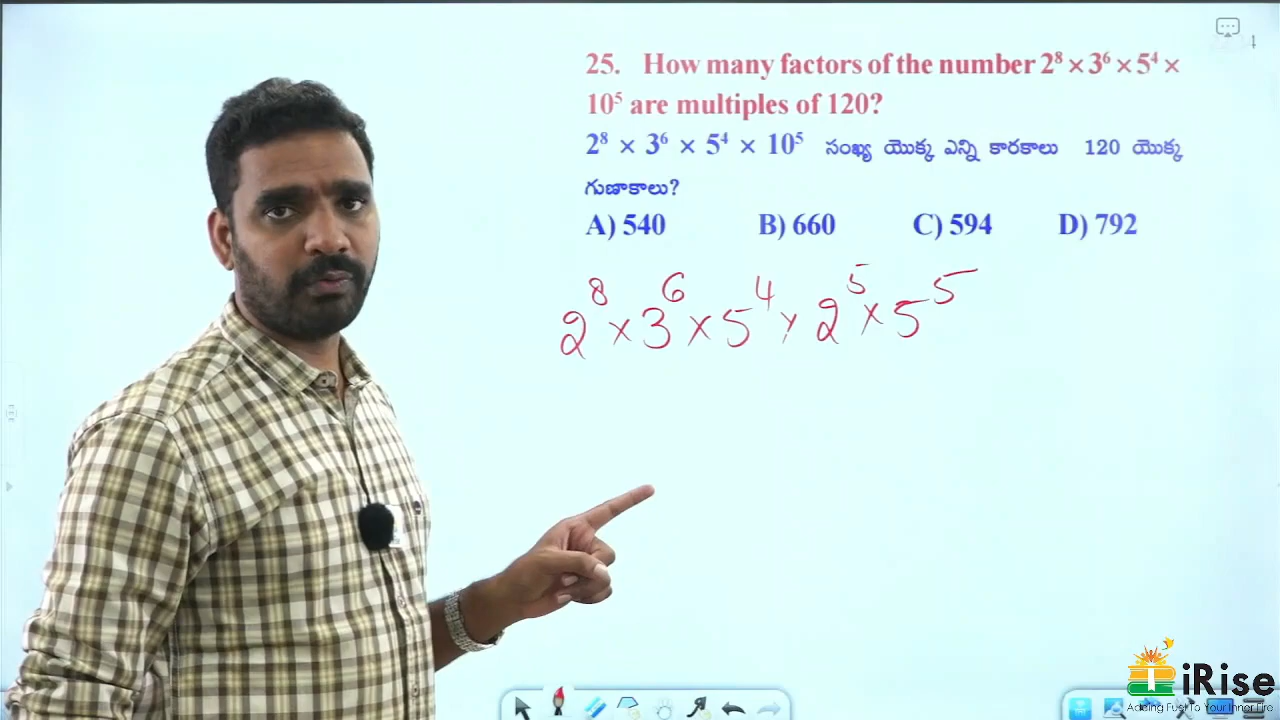 25. How many factors of the number 2⁸ × 3⁶ × 5⁴ ×
10⁵ are multiples of 120?
2⁸ × 3⁶ × 5⁴ × 10⁵ సంఖ్య యొక్క ఎన్ని కారకాలు 120 యొక్క
గుణాకాలు?
A) 540 B) 660 C) 594 D) 792
2⁸ × 3⁶ × 5⁴ × 2⁵ × 5⁵
iRise
Adding Fuel To Your Inner Fire